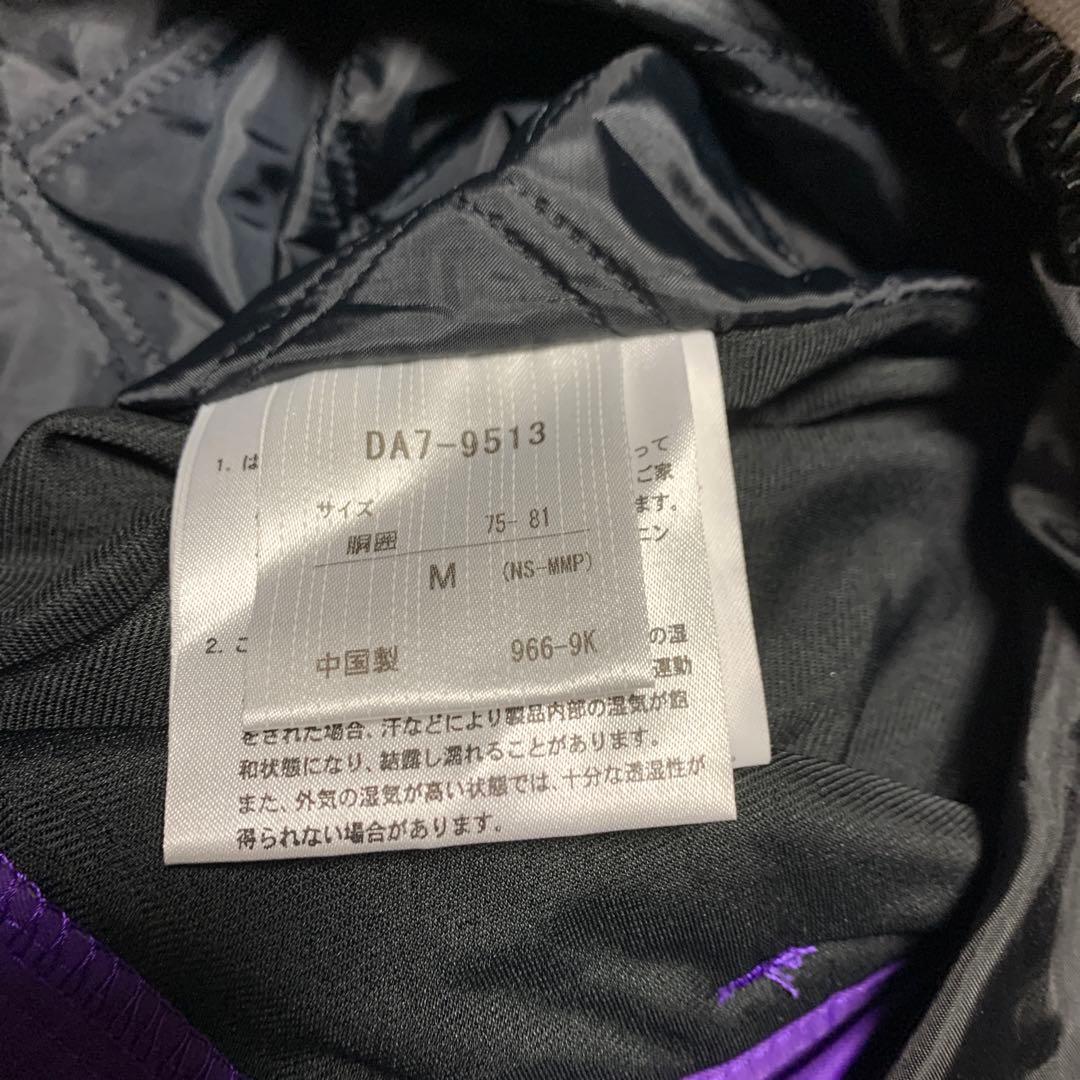 DA7-9513
サイズ
胴囲 75- 81
M (NS-MMP)
中国製 966-9K
1. は
って
ご家
ます。
ニン
2. こ
の湿
運動
をされた場合、汗などにより製品内部の湿気が飽
和状態になり、結露し濡れることがあります。
また、外気の湿気が高い状態では、十分な透湿性が
得られない場合があります。